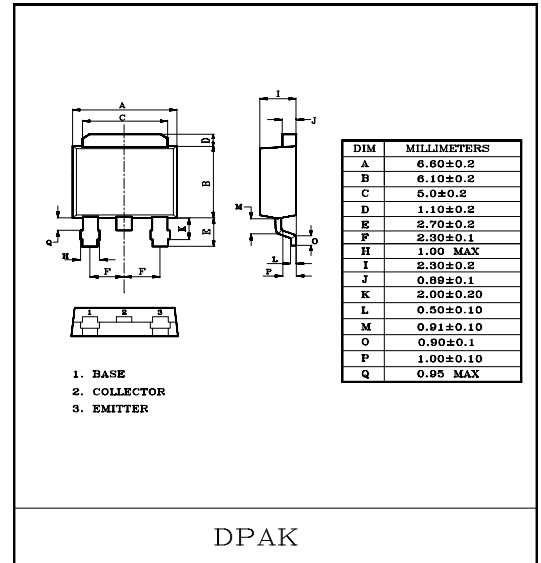 A
C
I
J
D
B
M
K
E
Q
H
F F
L
P
O
1 2 3
1. BASE
2. COLLECTOR
3. EMITTER
DIM MILLIMETERS
A 6.60±0.2
B 6.10±0.2
C 5.0±0.2
D 1.10±0.2
E 2.70±0.2
F 2.30±0.1
H 1.00 MAX
I 2.30±0.2
J 0.89±0.1
K 2.00±0.20
L 0.50±0.10
M 0.91±0.10
O 0.90±0.1
P 1.00±0.10
Q 0.95 MAX
DPAK